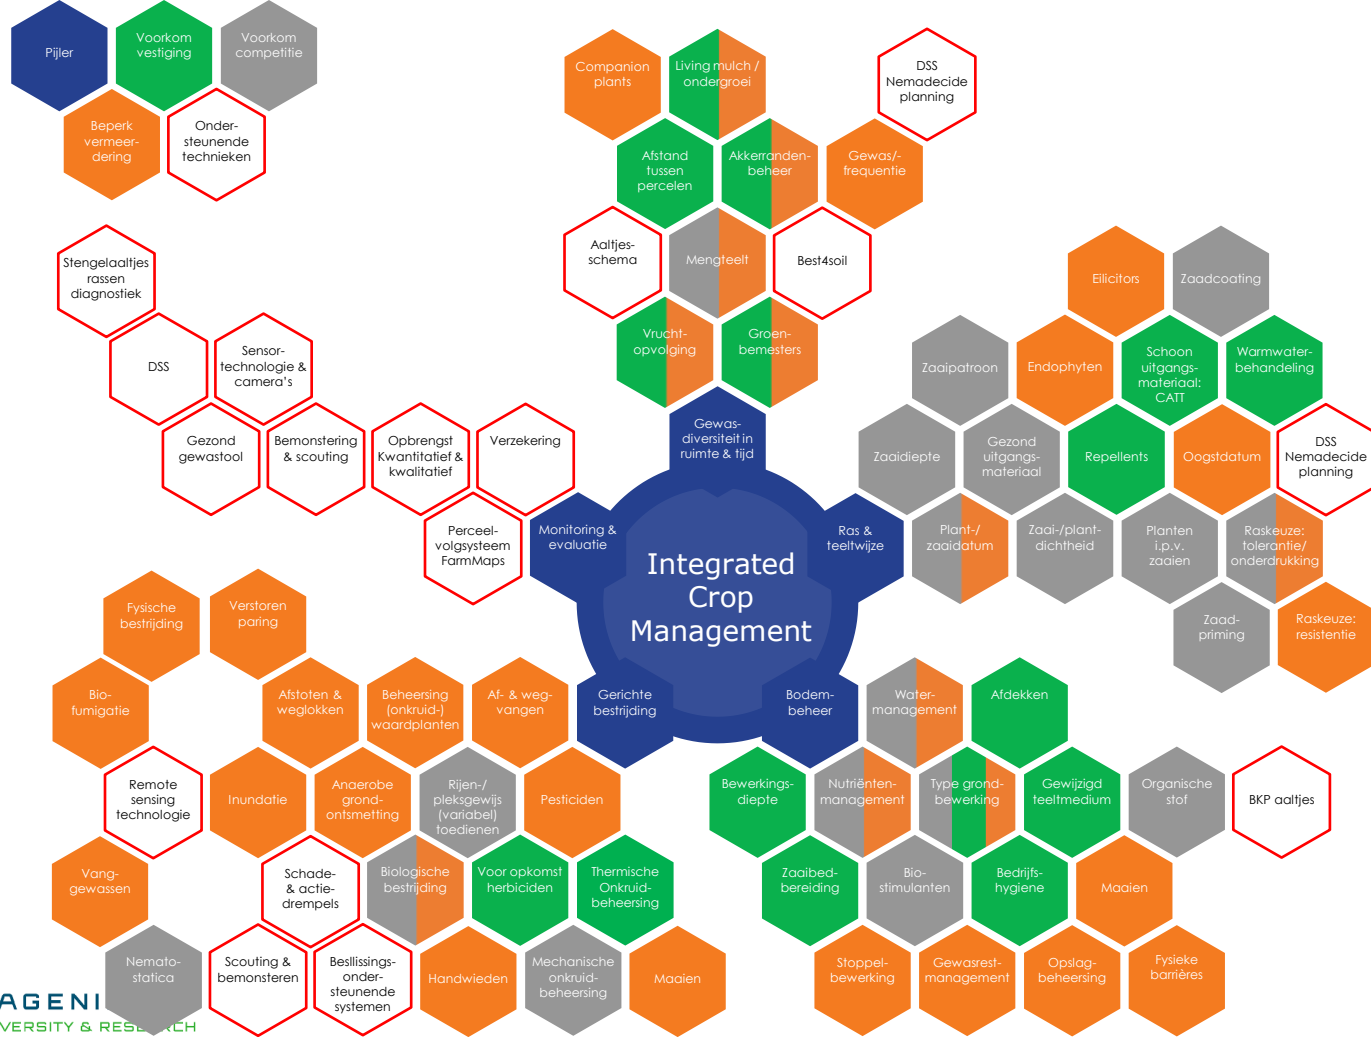 Pijler
Voorkom
vestiging
Voorkom
competitie
Beperk
vermeer-
dering
Onder-
steunende
technieken
Companion
plants
Living mulch /
ondergroei
DSS
Nemadecide
planning
Afstand
tussen
percelen
Akkerranden-
beheer
Gewas/-
frequentie
Aaltjes-
schema
Mengteelt
Best4soil
Vrucht-
opvolging
Groen-
bemesters
Gewas-
diversiteit in
ruimte & tijd
Stengelaaltjes
rassen
diagnostiek
DSS
Sensor-
technologie &
camera's
Gezond
gewastool
Bemonstering
& scouting
Opbrengst
Kwantitatief &
kwalitatief
Verzekering
Perceel-
volgsysteem
FarmMaps
Monitoring &
evaluatie
Integrated
Crop
Management
Ras &
teeltwijze
Eilicitors
Zaadcoating
Zaaipatroon
Endophyten
Schoon
uitgangs-
materiaal:
CATT
Warmwater-
behandeling
Zaaidiepte
Gezond
uitgangs-
materiaal
Repellents
Oogstdatum
DSS
Nemadecide
planning
Plant-/
zaaidatum
Zaai-/plant-
dichtheid
Planten
i.p.v.
zaaien
Raskeuze:
tolerantie/
onderdrukking
Zaad-
priming
Raskeuze:
resistentie
Fysische
bestrijding
Verstoren
paring
Bio-
fumigatie
Afstoten &
weglokken
Beheersing
(onkruid-)
waardplanten
Af- & weg-
vangen
Gerichte
bestrijding
Remote
sensing
technologie
Inundatie
Anaerobe
grond-
ontsmetting
Rijen-/
pleksgewijs
(variabel)
toedienen
Pesticiden
Vang-
gewassen
Schade-
& actie-
drempels
Biologische
bestrijding
Voor opkomst
herbiciden
Thermische
Onkruid-
beheersing
Nemato-
statica
Scouting &
bemonsteren
Besllissings-
onder-
steunende
systemen
Handwieden
Mechanische
onkruid-
beheersing
Maaien
Bodem-
beheer
Water-
management
Afdekken
Bewerkings-
diepte
Nutriënten-
management
Type grond-
bewerking
Gewijzigd
teeltmedium
Organische
stof
BKP aaltjes
Zaaibed-
bereiding
Bio-
stimulanten
Bedrijfs-
hygiene
Maaien
Stoppel-
bewerking
Gewasrest-
management
Opslag-
beheersing
Fysieke
barrières
AGENI
VERSITY & RES
CH